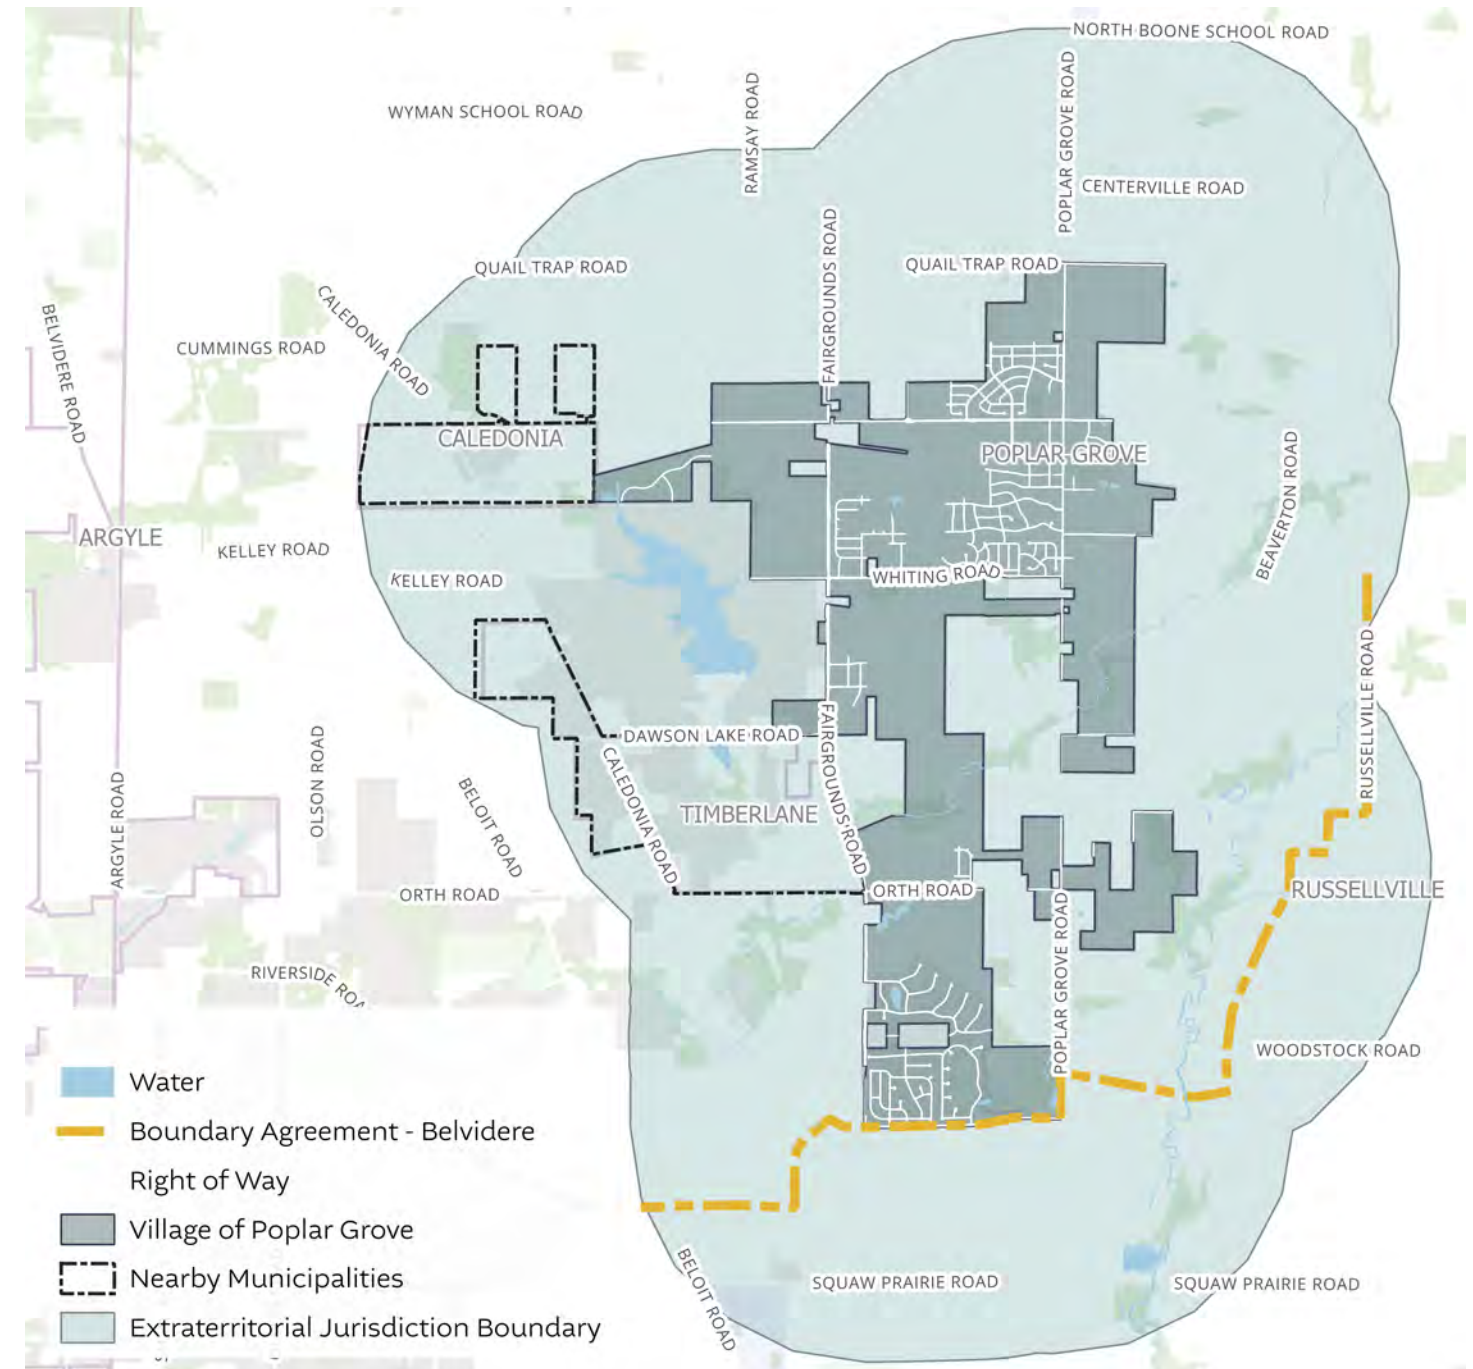 NORTH BOONE SCHOOL ROAD
WYMAN SCHOOL ROAD
RAMSAY ROAD
POPLAR GROVE ROAD
CENTERVILLE ROAD
QUAIL TRAP ROAD
FAIRGROUNDS ROAD
QUAIL TRAP ROAD
CALEDONIA ROAD
BELVIDERE ROAD
CUMMINGS ROAD
CALEDONIA
POPLAR GROVE
BEAVERTON ROAD
ARGYLE
KELLEY ROAD
KELLEY ROAD
WHITING ROAD
RUSSELLVILLE ROAD
DAWSON LAKE ROAD
FAIRGROUNDS ROAD
CALEDONIA ROAD
OLSON ROAD
ARGYLE ROAD
BELOIT ROAD
TIMBERLANE
ORTH ROAD
ORTH ROAD
RUSSELLVILLE
POPLAR GROVE ROAD
RIVERSIDE ROA
WOODSTOCK ROAD
Water
Boundary Agreement - Belvidere
Right of Way
Village of Poplar Grove
Nearby Municipalities
Extraterritorial Jurisdiction Boundary
BELOIT ROAD
SQUAW PRAIRIE ROAD
SQUAW PRAIRIE ROAD